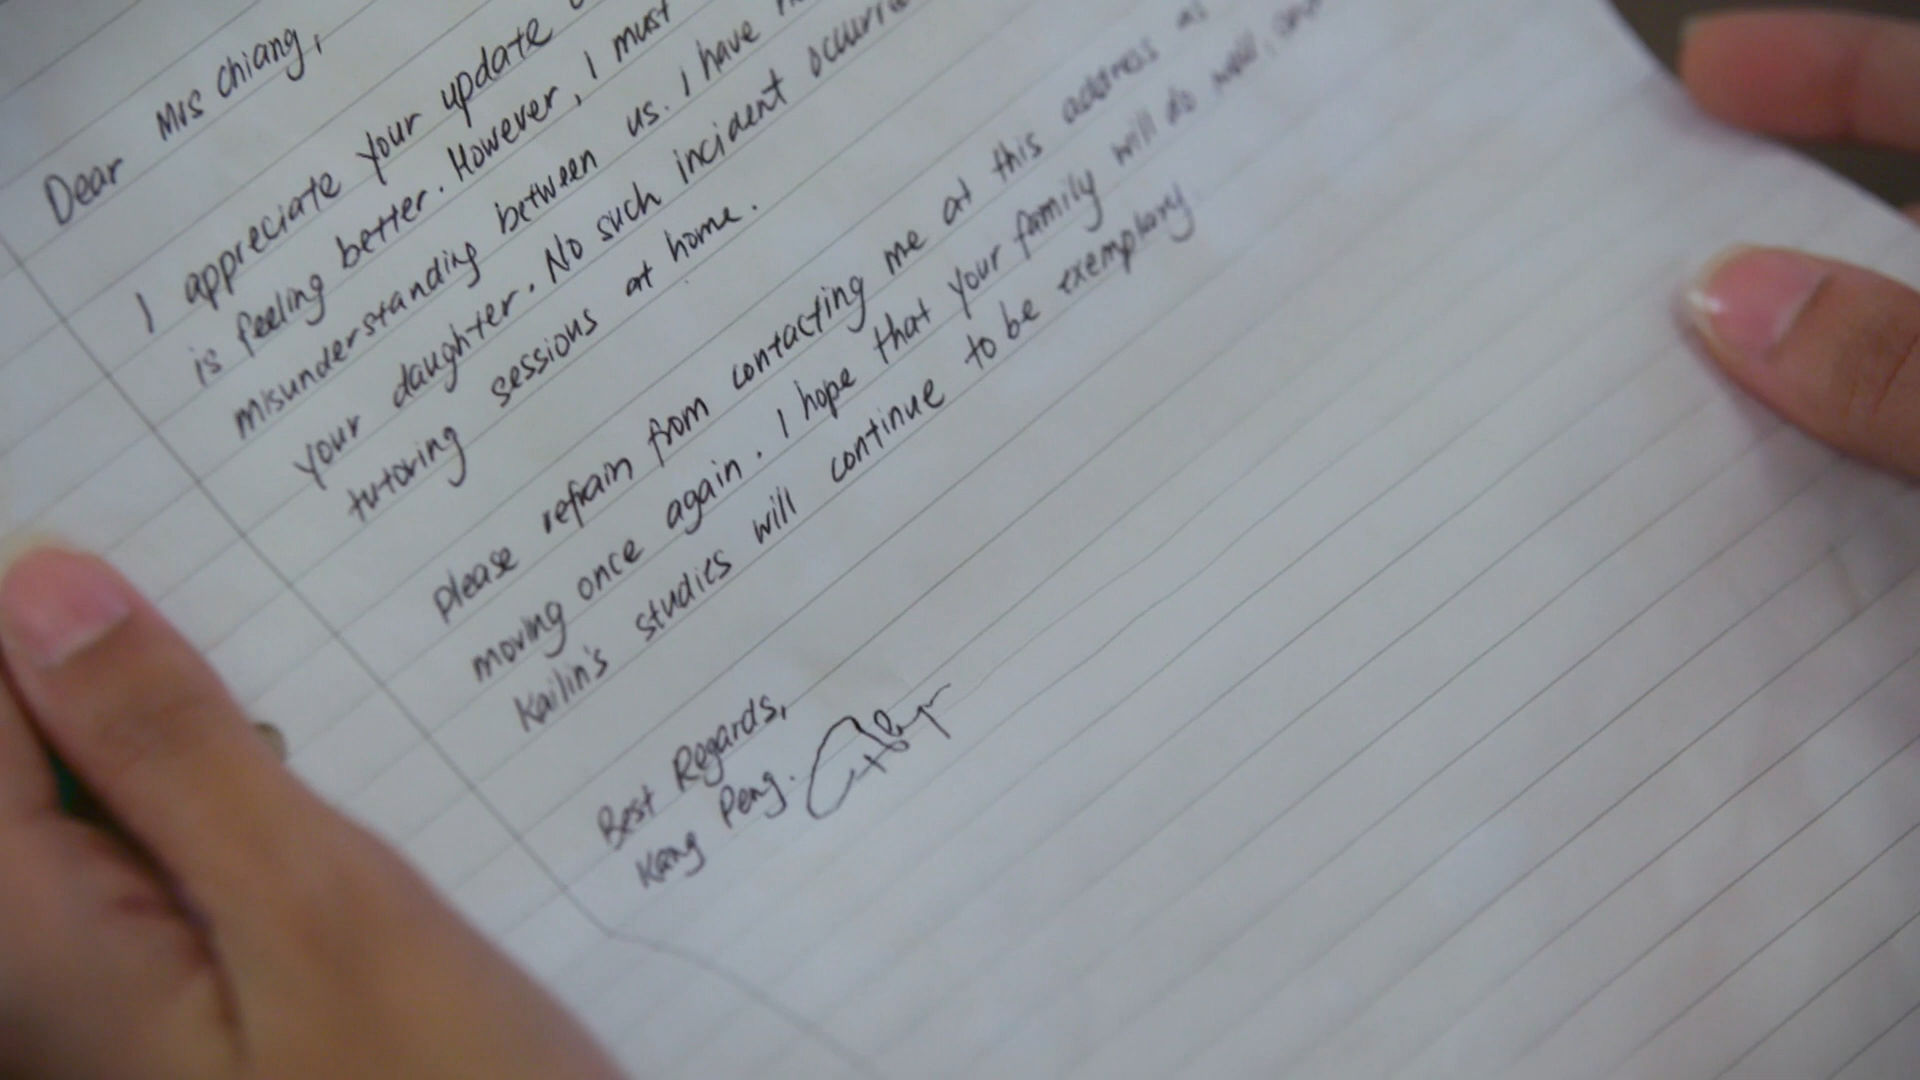 Dear Mrs Chiang,
I appreciate your update
is feeling better. However, I must
misunderstanding between us. I have
your daughter. No such incident
tutoring sessions at home.
please refrain from contacting me at this address as
moving once again. I hope that your family will do well, and
Kailin's studies will continue to be exemplary.
Best Regards,
Kang Peng.